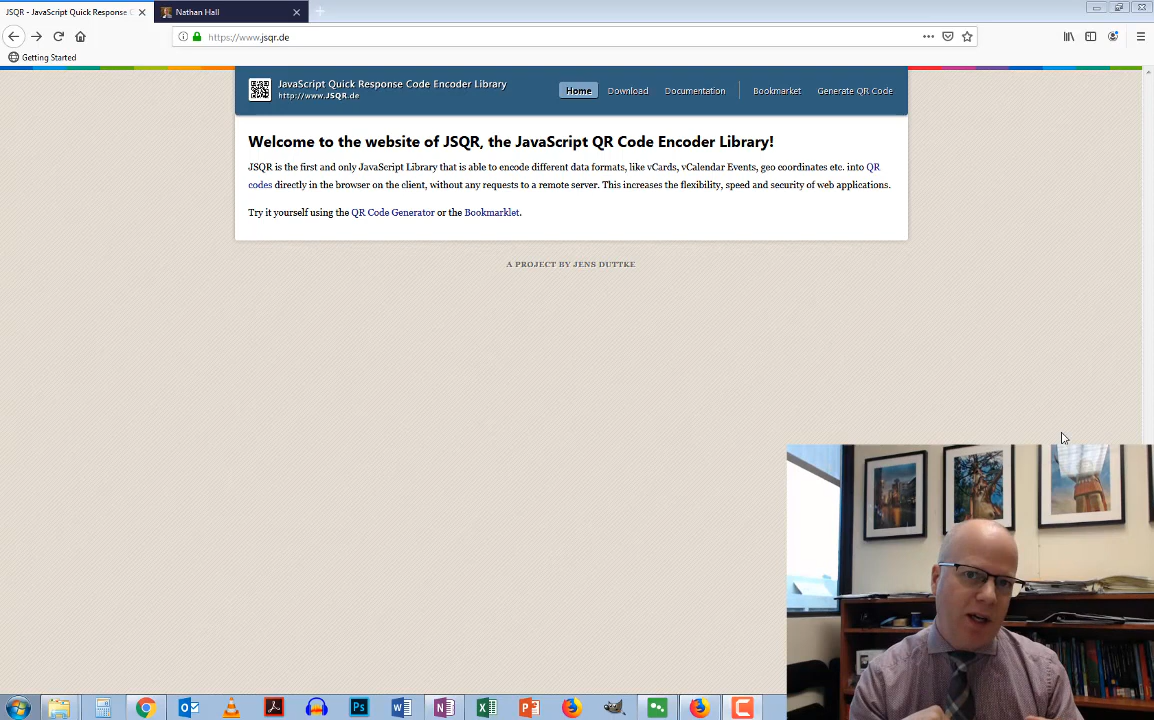 JSQR - JavaScript Quick Response C
Nathan Hall
https://www.jsqr.de
Getting Started
JavaScript Quick Response Code Encoder Library
http://www.JSQR.de
Home Download Documentation Bookmarket Generate QR Code
Welcome to the website of JSQR, the JavaScript QR Code Encoder Library!
JSQR is the first and only JavaScript Library that is able to encode different data formats, like vCards, vCalendar Events, geo coordinates etc. into QR
codes directly in the browser on the client, without any requests to a remote server. This increases the flexibility, speed and security of web applications.
Try it yourself using the QR Code Generator or the Bookmarklet.
A PROJECT BY JENS DUTTKE